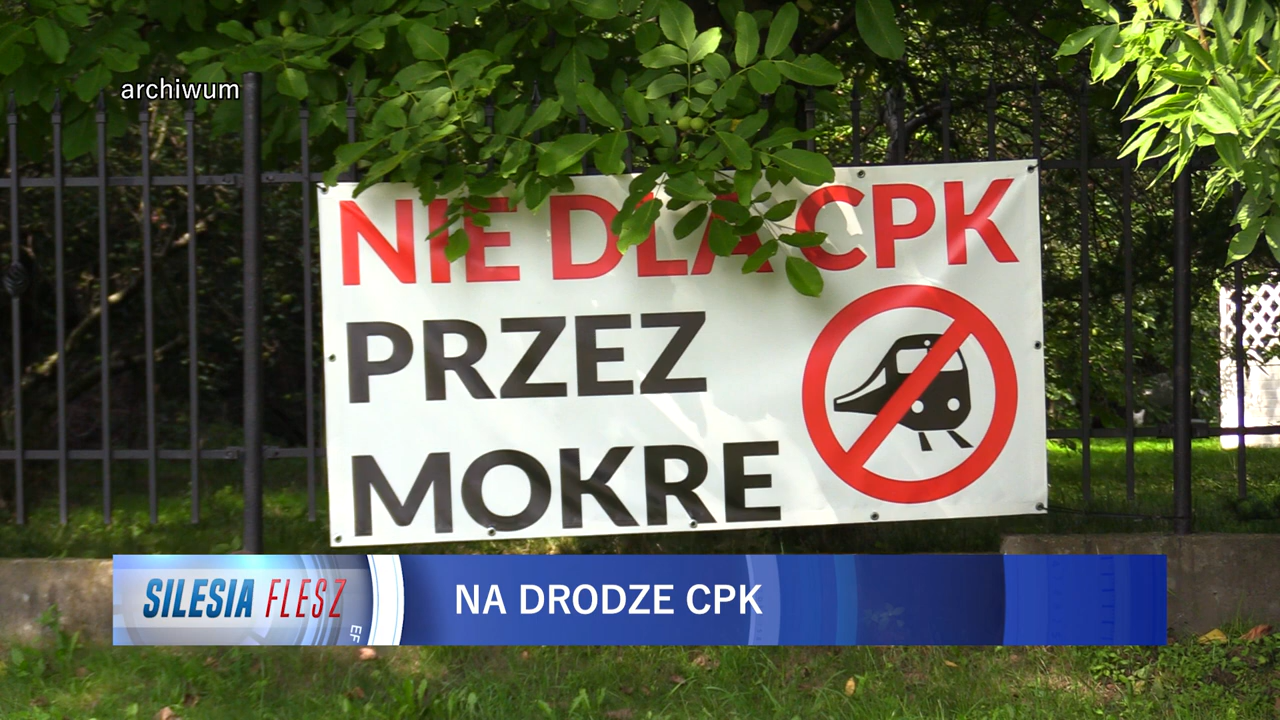 archiwum
NIE DLA CPK
PRZEZ
MOKRE
SILESIA FLESZ
NA DRODZE CPK